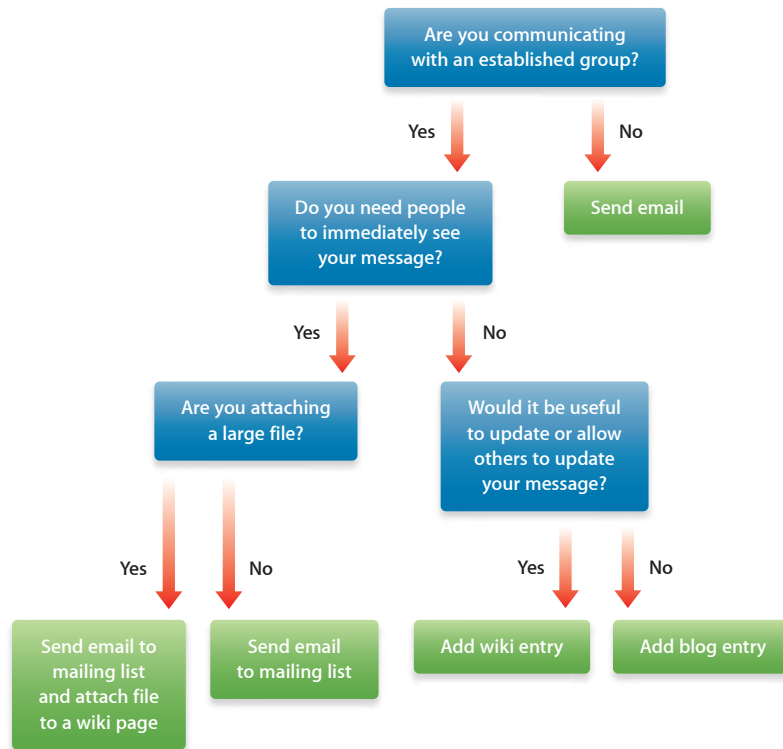 Are you communicating
with an established group?
Yes
No
Do you need people
to immediately see
your message?
Send email
Yes
No
Are you attaching
a large file?
Would it be useful
to update or allow
others to update
your message?
Yes
No
Yes
No
Send email to
mailing list
and attach file
to a wiki page
Send email
to mailing list
Add wiki entry
Add blog entry